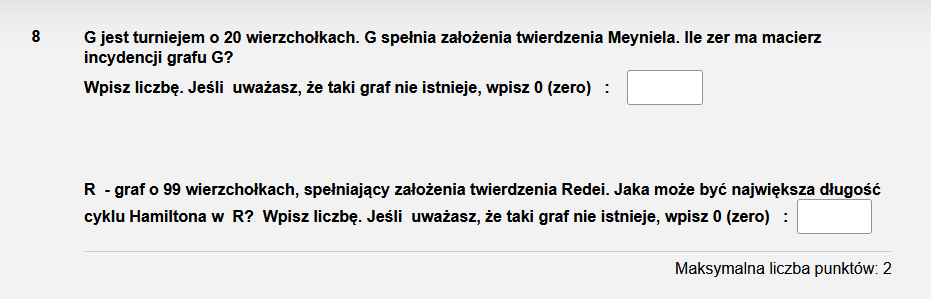 8 G jest turniejem o 20 wierzchołkach. G spełnia założenia twierdzenia Meyniela. Ile zer ma macierz
incydencji grafu G?
Wpisz liczbę. Jeśli uważasz, że taki graf nie istnieje, wpisz 0 (zero) :
R - graf o 99 wierzchołkach, spełniający założenia twierdzenia Redei. Jaka może być największa długość
cyklu Hamiltona w R? Wpisz liczbę. Jeśli uważasz, że taki graf nie istnieje, wpisz 0 (zero) :
Maksymalna liczba punktów: 2